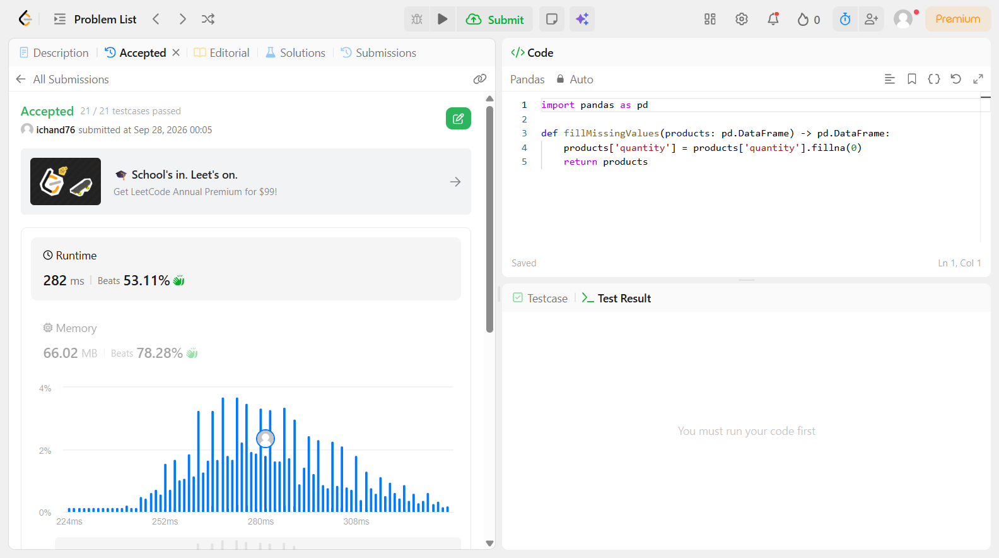 Problem List
Submit
0
Premium
Description
Accepted
Editorial
Solutions
Submissions
All Submissions
Accepted 21 / 21 testcases passed
ichand76 submitted at Sep 28, 2026 00:05
School's in. Leet's on.
Get LeetCode Annual Premium for $99!
Runtime
282 ms Beats 53.11%
Memory
66.02 MB Beats 78.28%
4%
2%
0%
224ms 252ms 280ms 308ms
Code
Pandas Auto
1 import pandas as pd
2
3 def fillMissingValues(products: pd.DataFrame) -> pd.DataFrame:
4 products['quantity'] = products['quantity'].fillna(0)
5 return products
Saved Ln 1, Col 1
Testcase
Test Result
You must run your code first